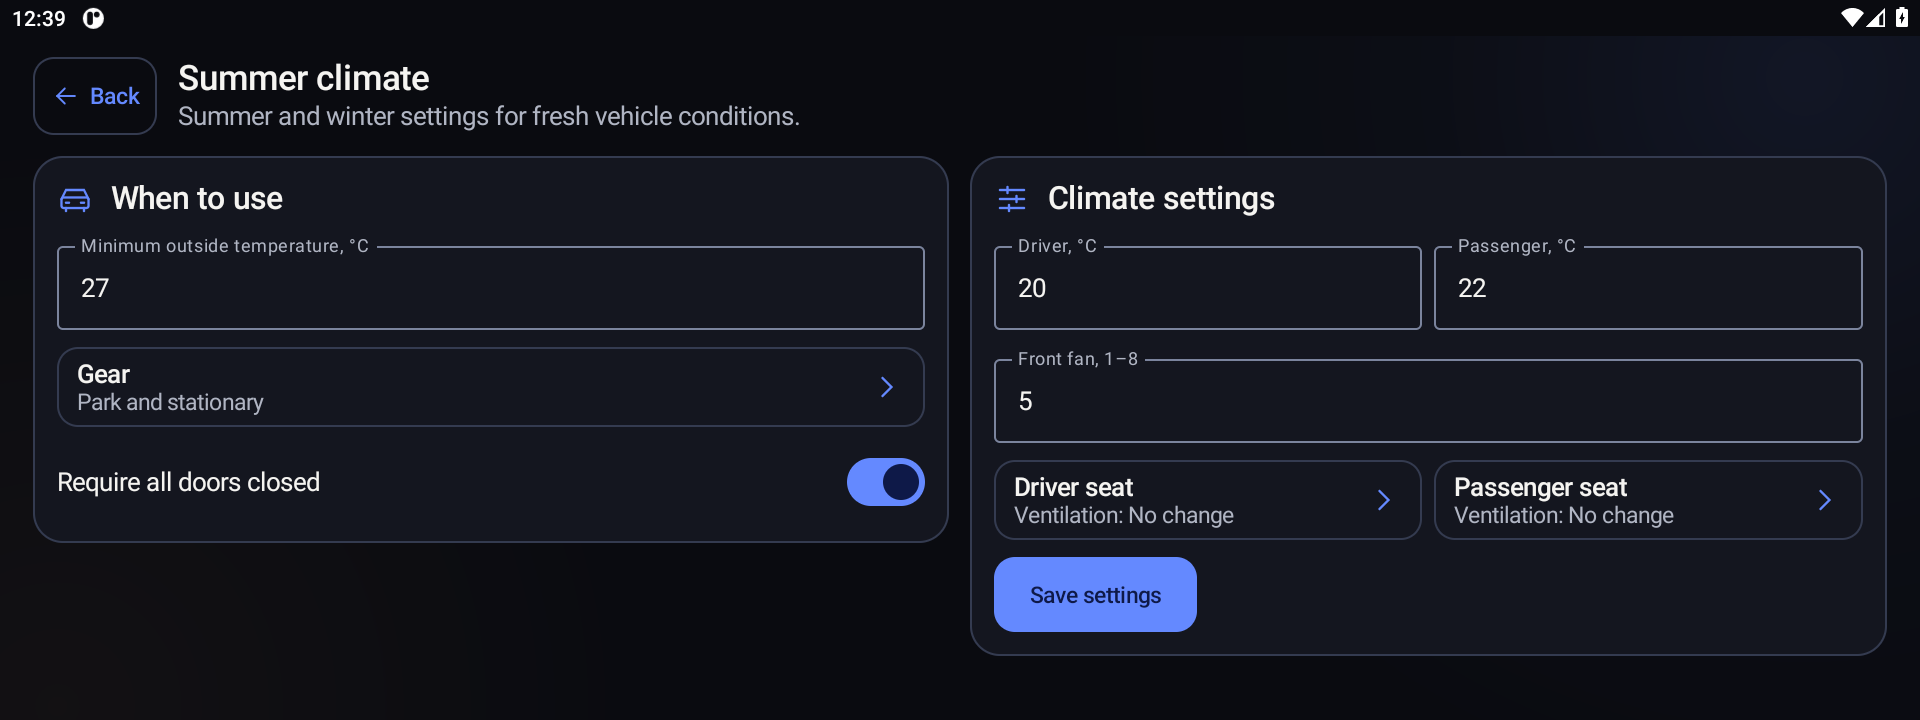 12:39
Back
Summer climate
Summer and winter settings for fresh vehicle conditions.
When to use
Minimum outside temperature, °C
27
Gear
Park and stationary
Require all doors closed
Climate settings
Driver, °C
20
Passenger, °C
22
Front fan, 1–8
5
Driver seat
Ventilation: No change
Passenger seat
Ventilation: No change
Save settings